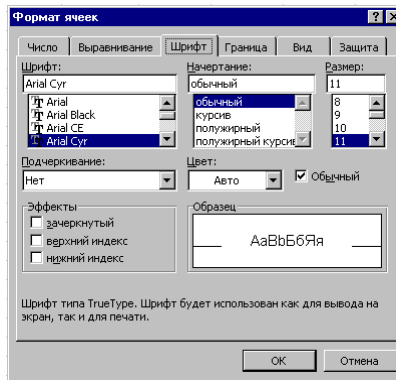 Формат ячеек
Число Выравнивание Шрифт Граница Вид Защита
Шрифт: Начертание: Размер:
Arial Cyr обычный 11
Arial обычный 8
Arial Black курсив 9
Arial CE полужирный 10
Arial Cyr полужирный курсив 11
Подчеркивание: Цвет:
Нет Авто Обычный
Эффекты Образец
зачеркнутый
верхний индекс
нижний индекс
АаВbБбЯя
Шрифт типа TrueType. Шрифт будет использован как для вывода на
экран, так и для печати.
ОК Отмена